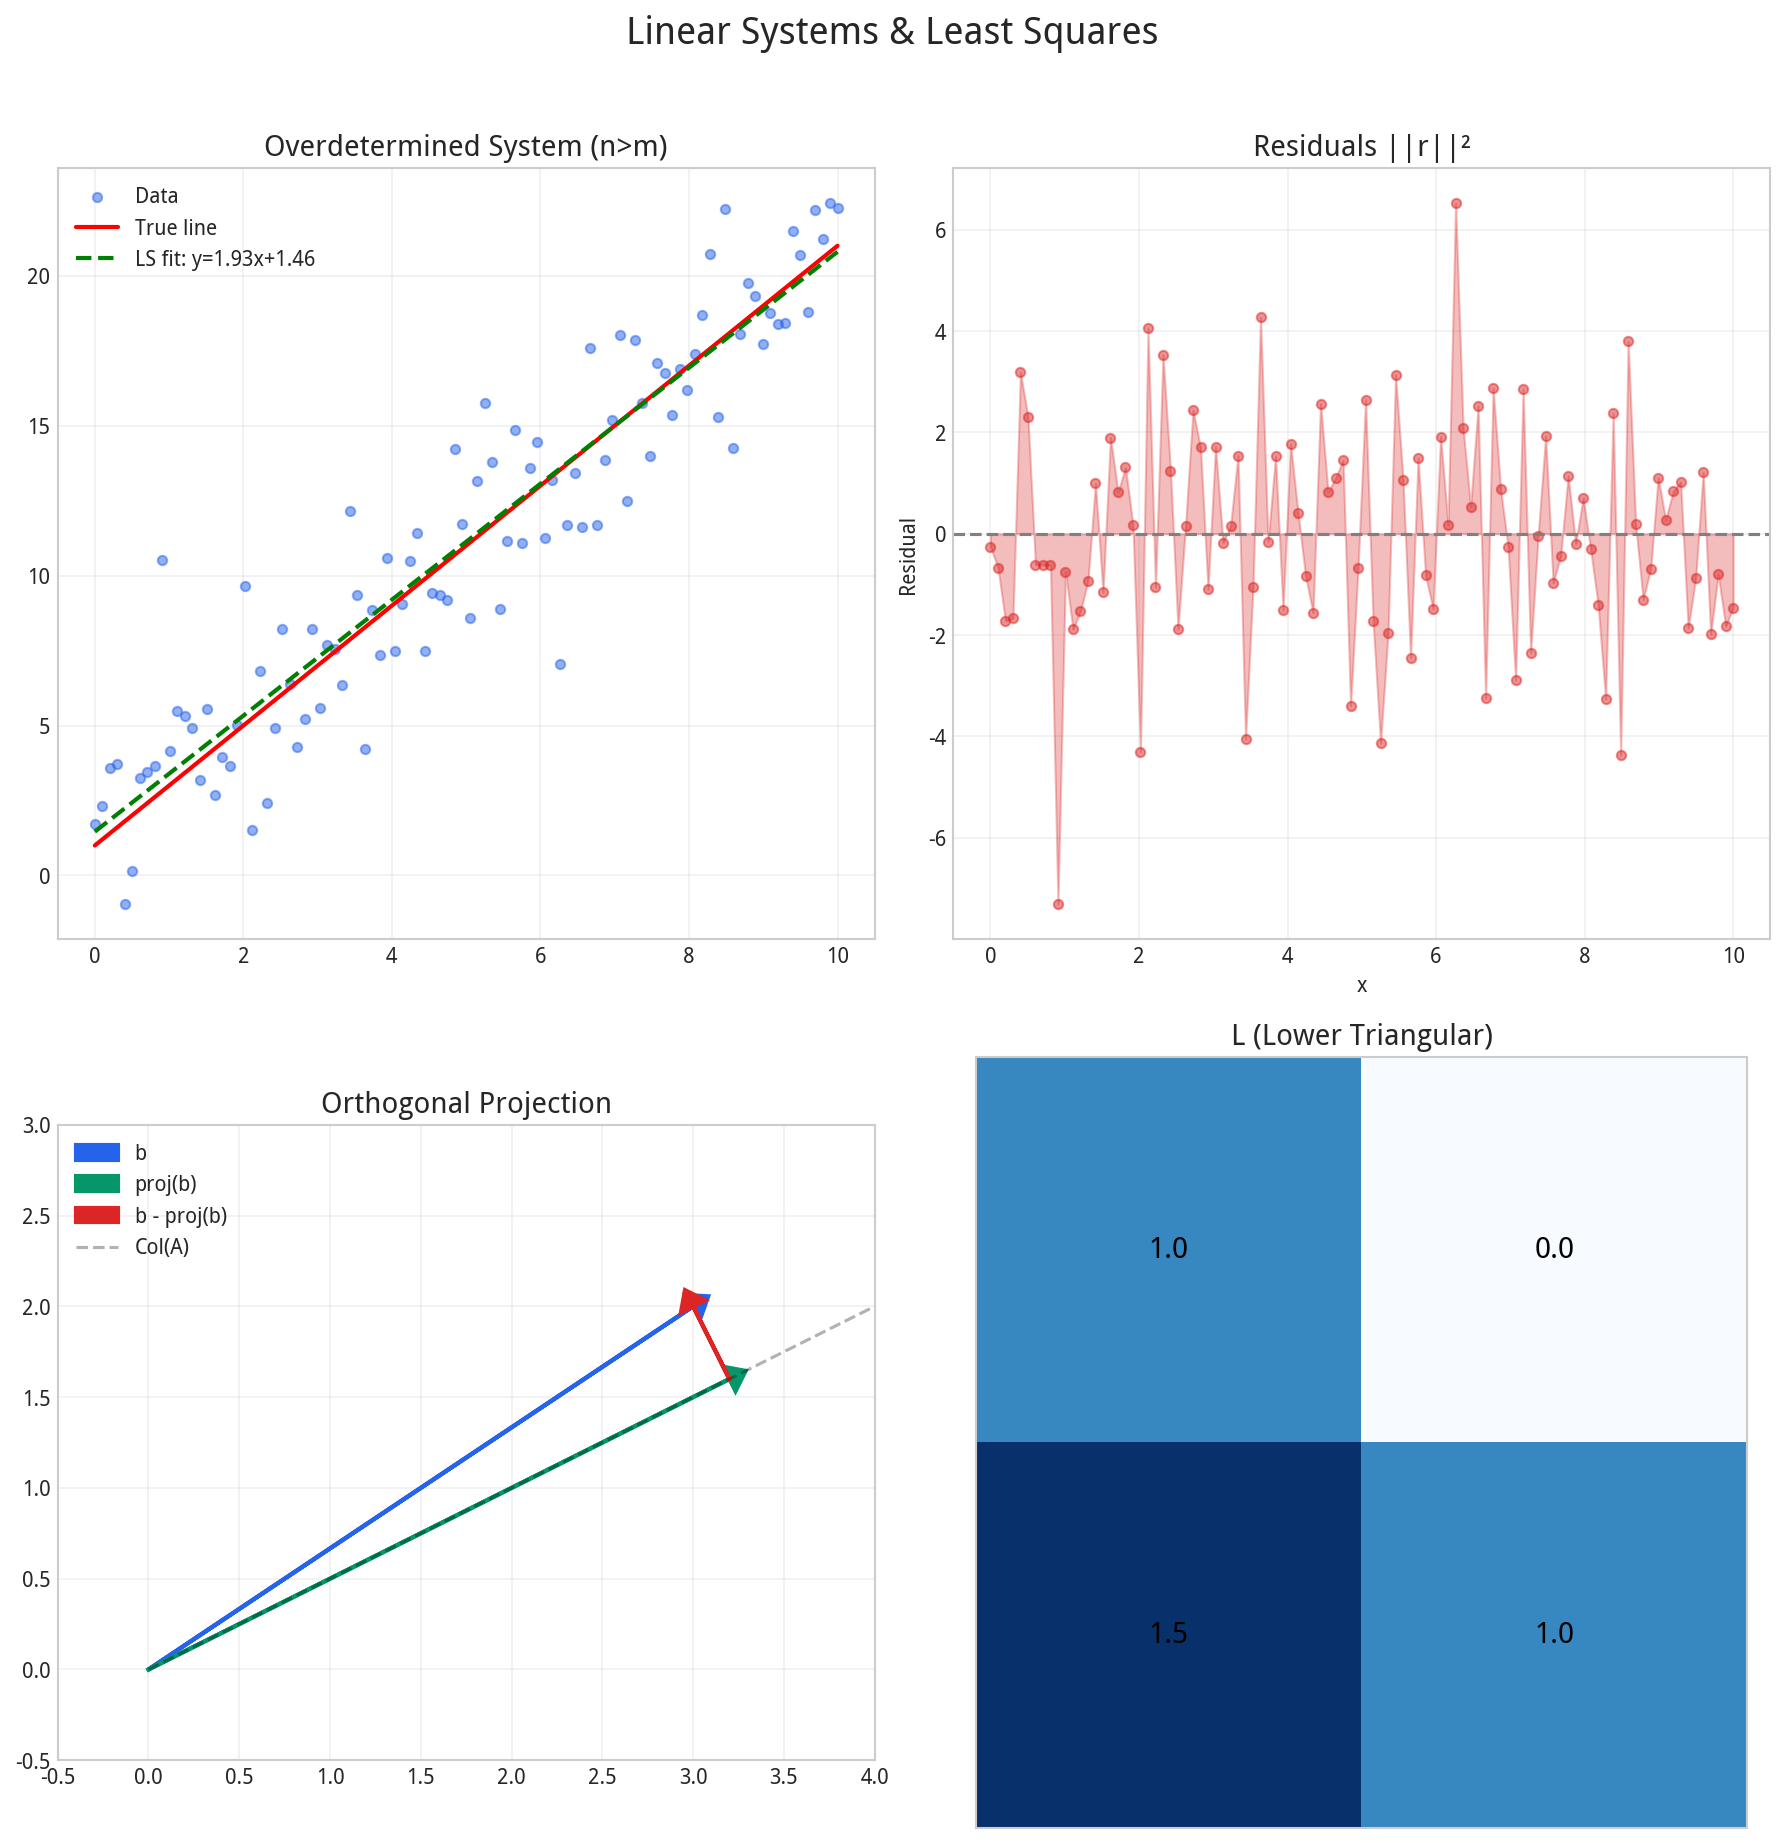 Linear Systems & Least Squares
Overdetermined System (n>m)
Data
True line
LS fit: y=1.93x+1.46
20
15
10
5
0
0 2 4 6 8 10
Residuals ||r||²
Residual
6
4
2
0
-2
-4
-6
0 2 4 6 8 10
x
Orthogonal Projection
b
proj(b)
b - proj(b)
Col(A)
3.0
2.5
2.0
1.5
1.0
0.5
0.0
-0.5
-0.5 0.0 0.5 1.0 1.5 2.0 2.5 3.0 3.5 4.0
L (Lower Triangular)
1.0 0.0
1.5 1.0